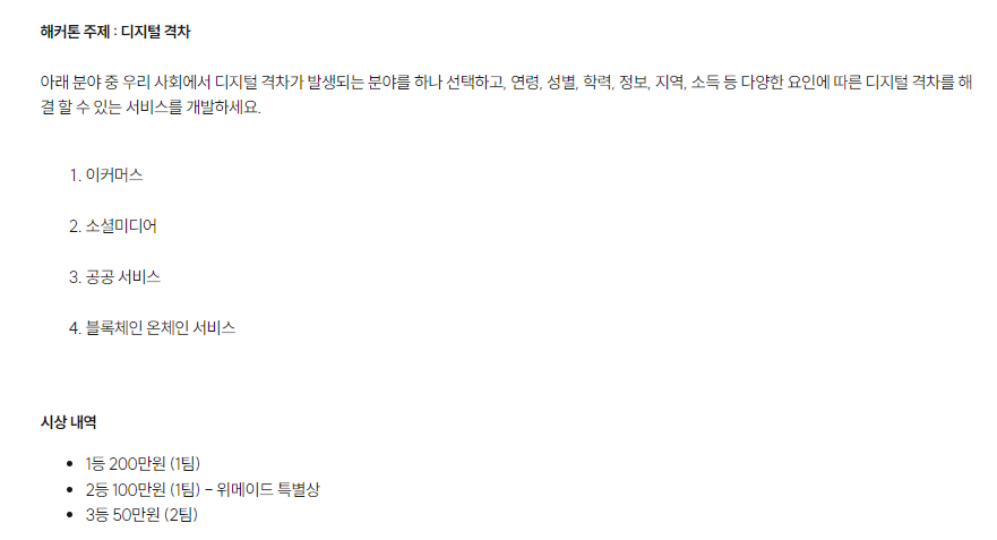 해커톤 주제 : 디지털 격차
아래 분야 중 우리 사회에서 디지털 격차가 발생되는 분야를 하나 선택하고, 연령, 성별, 학력, 정보, 지역, 소득 등 다양한 요인에 따른 디지털 격차를 해
결 할 수 있는 서비스를 개발하세요.
1. 이커머스
2. 소셜미디어
3. 공공 서비스
4. 블록체인 온체인 서비스
시상 내역
• 1등 200만원 (1팀)
• 2등 100만원 (1팀) - 위메이드 특별상
• 3등 50만원 (2팀)